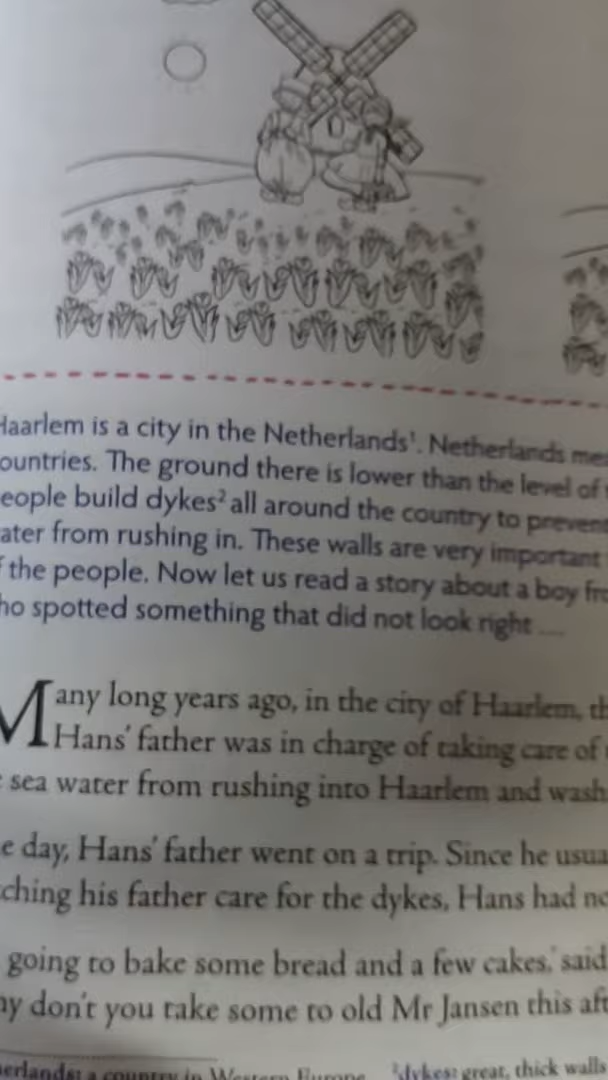 Haarlem is a city in the Netherlands¹. Netherlands mea
ountries. The ground there is lower than the level of
eople build dykes² all around the country to prevent
ater from rushing in. These walls are very important
f the people. Now let us read a story about a boy fro
ho spotted something that did not look right ....
Many long years ago, in the city of Haarlem, th
Hans' father was in charge of taking care of
sea water from rushing into Haarlem and wash
e day, Hans' father went on a trip. Since he usua
ching his father care for the dykes, Hans had no
going to bake some bread and a few cakes,' said
ay don't you take some to old Mr Jansen this aft
herlands: a country in Western Europe ²dykes: great, thick walls